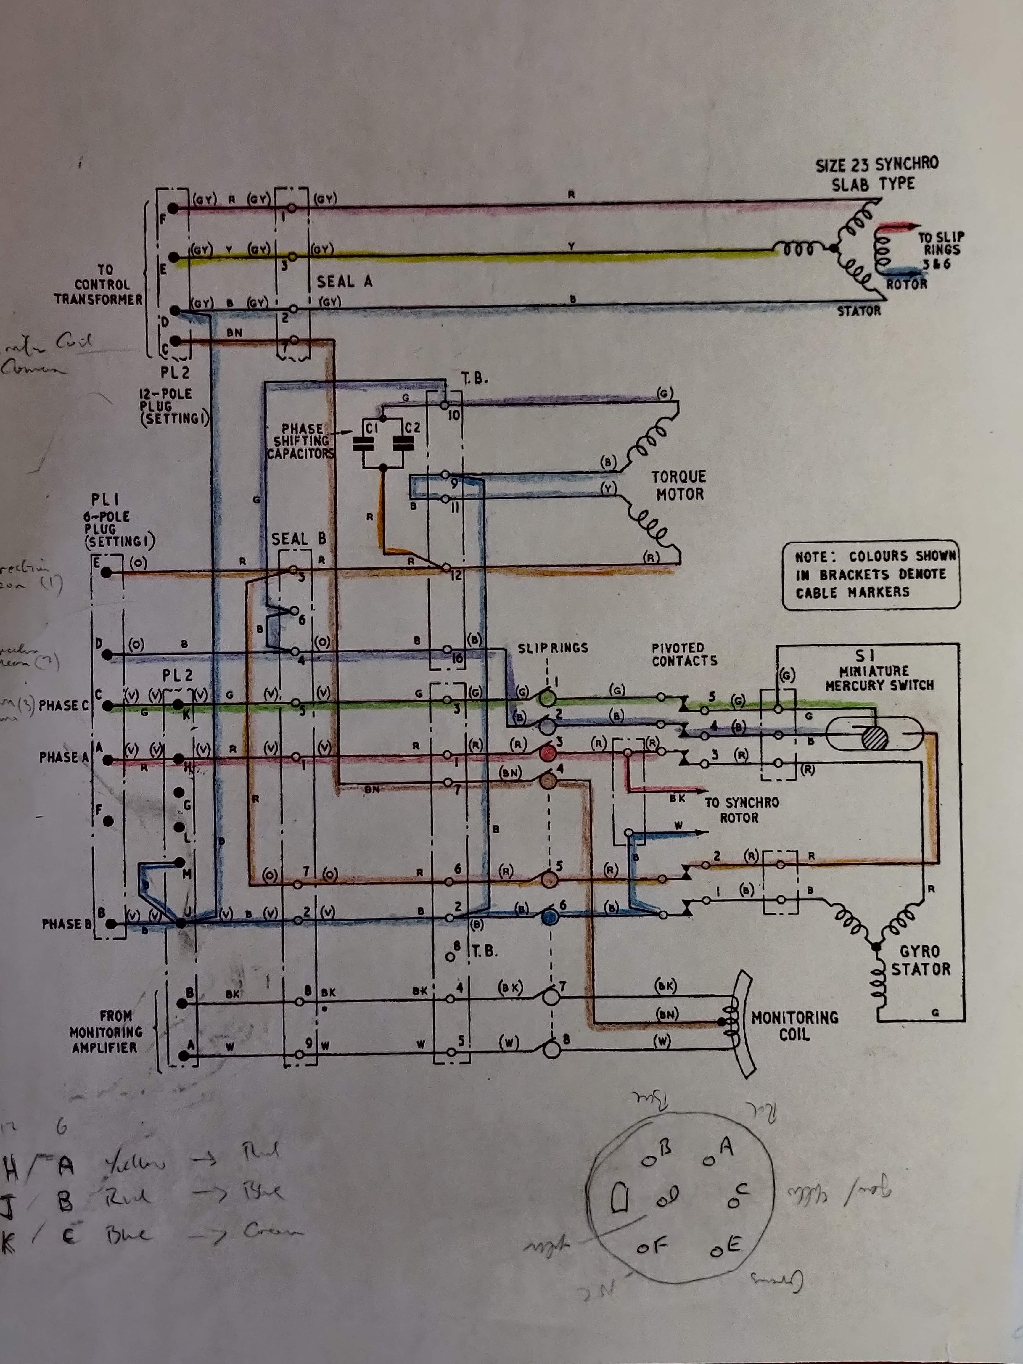 SIZE 23 SYNCHRO
SLAB TYPE
F (GY) R (GY) 1 (GY) R
E (GY) Y (GY) 3 (GY) Y
TO SLIP
RINGS
3 & 6
ROTOR
TO
CONTROL
TRANSFORMER
SEAL A
D (GY) B (GY) 2 (GY) B
STATOR
C BN 7
Coil
PL2
12-POLE
PLUG
(SETTING I)
T.B.
G 10 (G)
PHASE
SHIFTING
CAPACITORS
C1 C2
(B)
9
(Y)
B 11
TORQUE
MOTOR
PL1
6-POLE
PLUG
(SETTING I)
G
R
SEAL B
E (O) R 3 R R 12 (R)
NOTE: COLOURS SHOWN
IN BRACKETS DENOTE
CABLE MARKERS
6
B
D (O) B 4 (O) B 16 (B)
SLIPRINGS
PIVOTED
CONTACTS
S1
MINIATURE
MERCURY SWITCH
PL2
(G)
PHASE C C (V) G (V) K (V) G (V) 5 G 3 (G) (G) 1 (G) 5 (G) G
(B) 2 (B) 4 (B) B
PHASE A A (V) R (V) H (V) R (V) 1 R 1 (R) (R) 3 (R) (R) 3 (R) (R)
BN 7 (BN) 4
BK
TO SYNCHRO
ROTOR
W
G
F
L
R
B
B
M
2 (R) R
7 (O) (O) R 6 (R) 5 (R)
1 (B) B
R
PHASE B B (V) B (V) J (V) B (V) 2 (V) B 2 (B) (B) 6 (B)
8 T.B.
GYRO
STATOR
G
FROM
MONITORING
AMPLIFIER
B BK 8 BK BK 4 (BK) 7 (BK)
(BN)
A W 9 W W 5 (W) 8 (W)
MONITORING
COIL
6
H / A Yellow → Red
J / B Red → Blue
K / C Blue → Green
B A
D C
F E